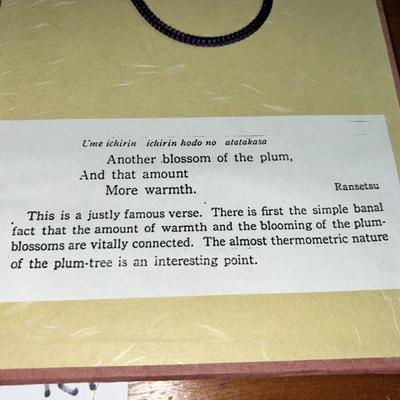 Ume ichirin ichirin hodo no atatakasa
Another blossom of the plum,
And that amount
More warmth.
Ransetsu
This is a justly famous verse. There is first the simple banal
fact that the amount of warmth and the blooming of the plum-
blossoms are vitally connected. The almost thermometric nature
of the plum-tree is an interesting point.